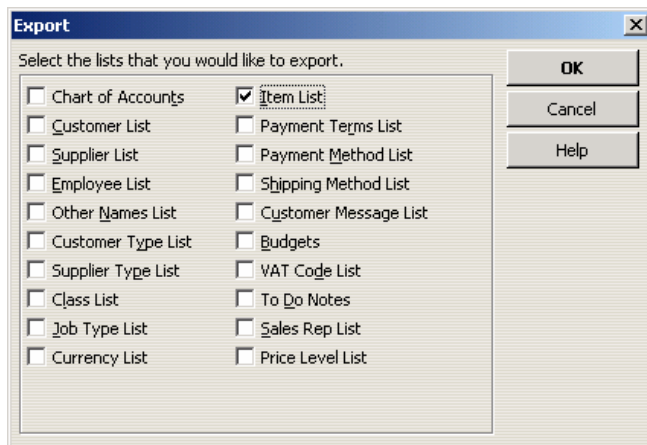 Export
Select the lists that you would like to export.
Chart of Accounts
Customer List
Supplier List
Employee List
Other Names List
Customer Type List
Supplier Type List
Class List
Job Type List
Currency List
Item List
Payment Terms List
Payment Method List
Shipping Method List
Customer Message List
Budgets
VAT Code List
To Do Notes
Sales Rep List
Price Level List
OK
Cancel
Help